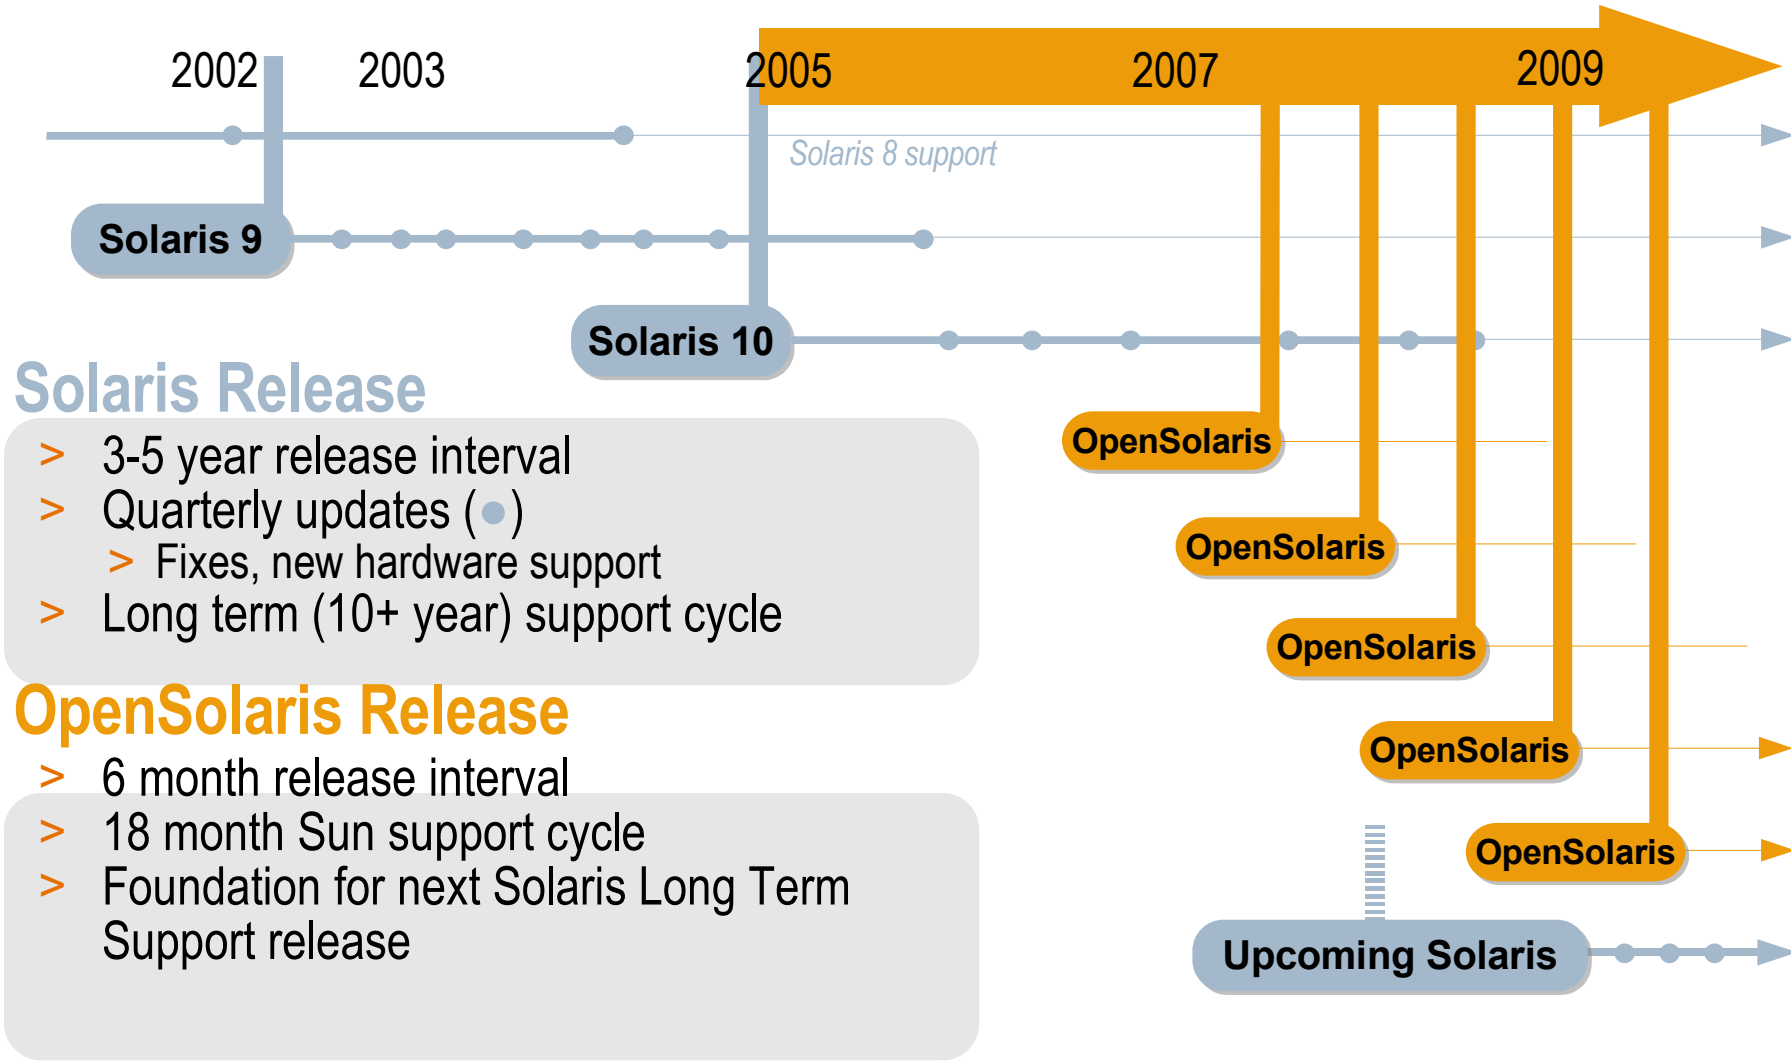 2002
2003
2005
2007
2009
Solaris 8 support
Solaris 9
Solaris 10
Solaris Release
> 3-5 year release interval
> Quarterly updates (●)
> Fixes, new hardware support
> Long term (10+ year) support cycle
OpenSolaris Release
> 6 month release interval
> 18 month Sun support cycle
> Foundation for next Solaris Long Term
Support release
OpenSolaris
OpenSolaris
OpenSolaris
OpenSolaris
OpenSolaris
Upcoming Solaris